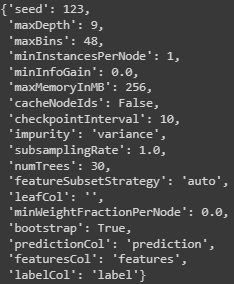 {'seed': 123,
'maxDepth': 9,
'maxBins': 48,
'minInstancesPerNode': 1,
'minInfoGain': 0.0,
'maxMemoryInMB': 256,
'cacheNodeIds': False,
'checkpointInterval': 10,
'impurity': 'variance',
'subsamplingRate': 1.0,
'numTrees': 30,
'featureSubsetStrategy': 'auto',
'leafCol': '',
'minWeightFractionPerNode': 0.0,
'bootstrap': True,
'predictionCol': 'prediction',
'featuresCol': 'features',
'labelCol': 'label'}